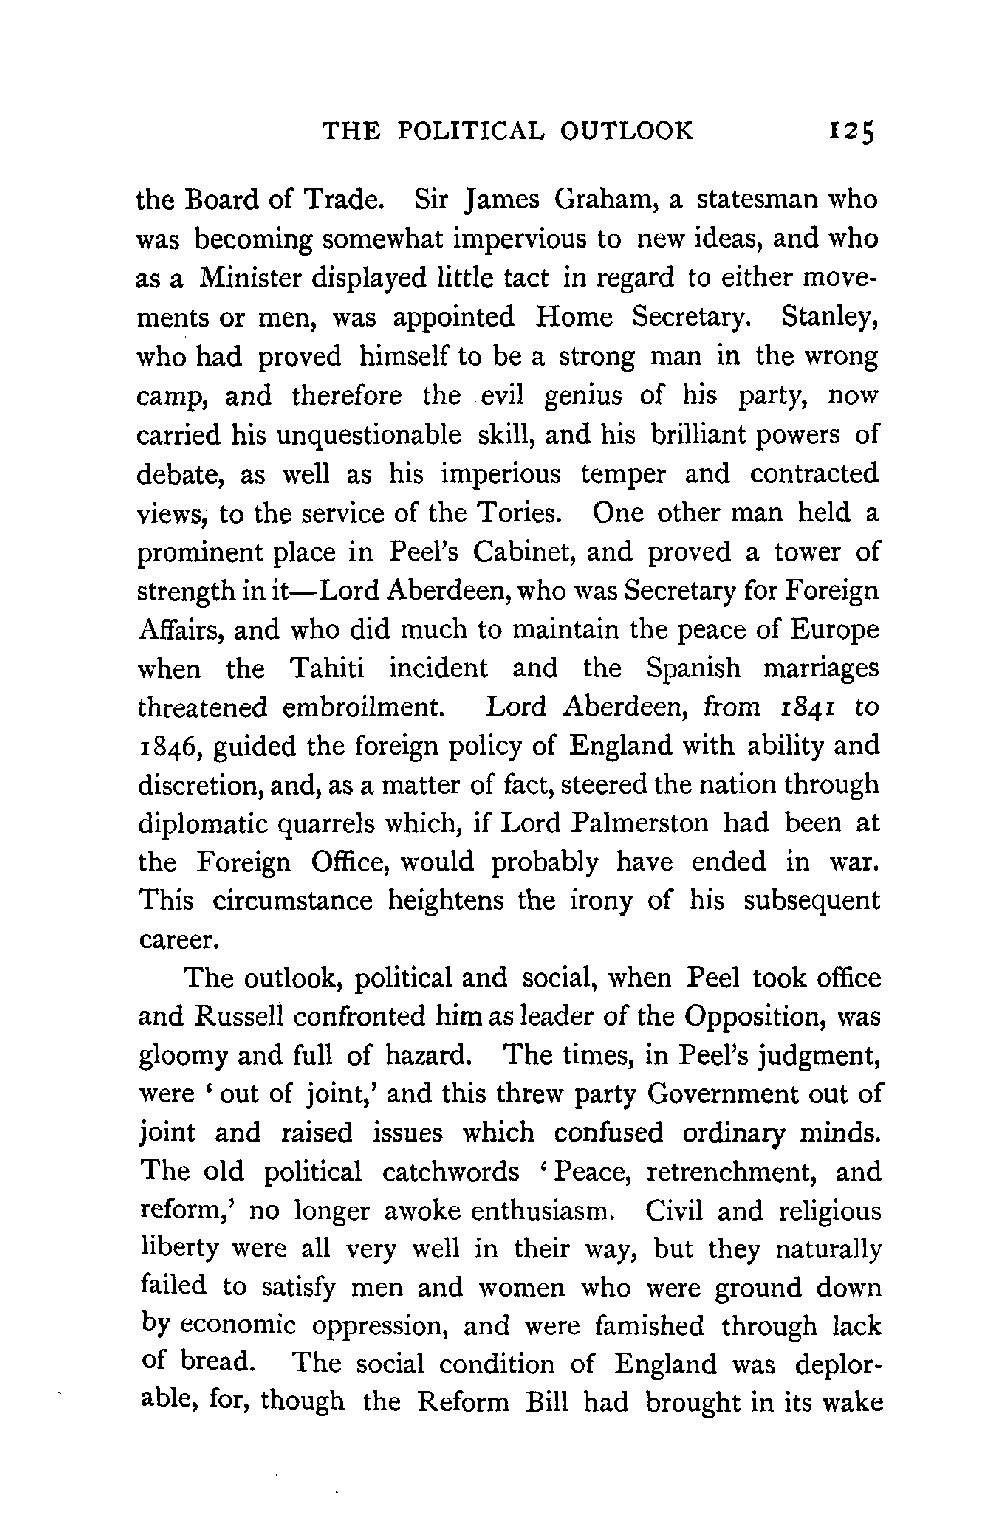 THE POLITICAL OUTLOOK 125
the Board of Trade. Sir James Graham, a statesman who
was becoming somewhat impervious to new ideas, and who
as a Minister displayed little tact in regard to either move-
ments or men, was appointed Home Secretary. Stanley,
who had proved himself to be a strong man in the wrong
camp, and therefore the evil genius of his party, now
carried his unquestionable skill, and his brilliant powers of
debate, as well as his imperious temper and contracted
views, to the service of the Tories. One other man held a
prominent place in Peel's Cabinet, and proved a tower of
strength in it—Lord Aberdeen, who was Secretary for Foreign
Affairs, and who did much to maintain the peace of Europe
when the Tahiti incident and the Spanish marriages
threatened embroilment. Lord Aberdeen, from 1841 to
1846, guided the foreign policy of England with ability and
discretion, and, as a matter of fact, steered the nation through
diplomatic quarrels which, if Lord Palmerston had been at
the Foreign Office, would probably have ended in war.
This circumstance heightens the irony of his subsequent
career.
The outlook, political and social, when Peel took office
and Russell confronted him as leader of the Opposition, was
gloomy and full of hazard. The times, in Peel's judgment,
were ‘out of joint,’ and this threw party Government out of
joint and raised issues which confused ordinary minds.
The old political catchwords ‘Peace, retrenchment, and
reform,’ no longer awoke enthusiasm. Civil and religious
liberty were all very well in their way, but they naturally
failed to satisfy men and women who were ground down
by economic oppression, and were famished through lack
of bread. The social condition of England was deplor-
able, for, though the Reform Bill had brought in its wake